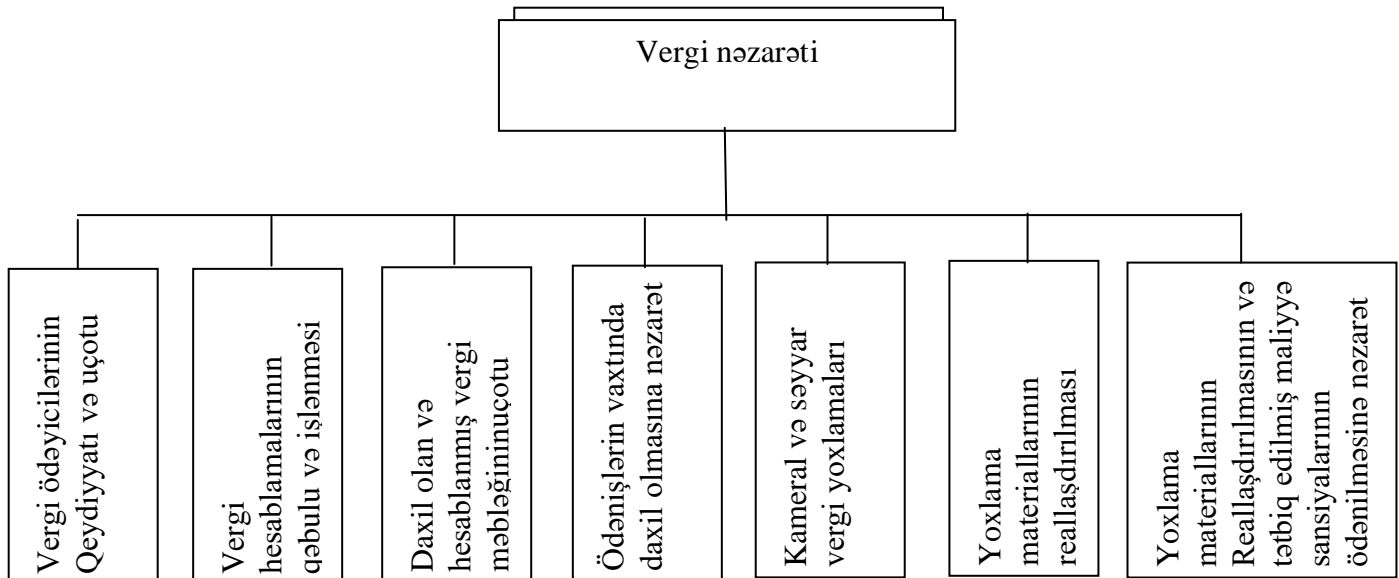 Vergi nəzarəti
Vergi ödəyicilərinin
Qeydiyyatı və uçotu
Vergi
hesablamalarının
qəbulu və işlənməsi
Daxil olan və
hesablanmış vergi
məbləğininuçotu
Ödənişlərin vaxtında
daxil olmasına nəzarət
Kameral və səyyar
vergi yoxlamaları
Yoxlama
materiallarının
reallaşdırılması
Yoxlama
materiallarının
Reallaşdırılmasının və
tətbiq edilmiş maliyyə
sansiyalarının
ödənilməsinə nəzarət